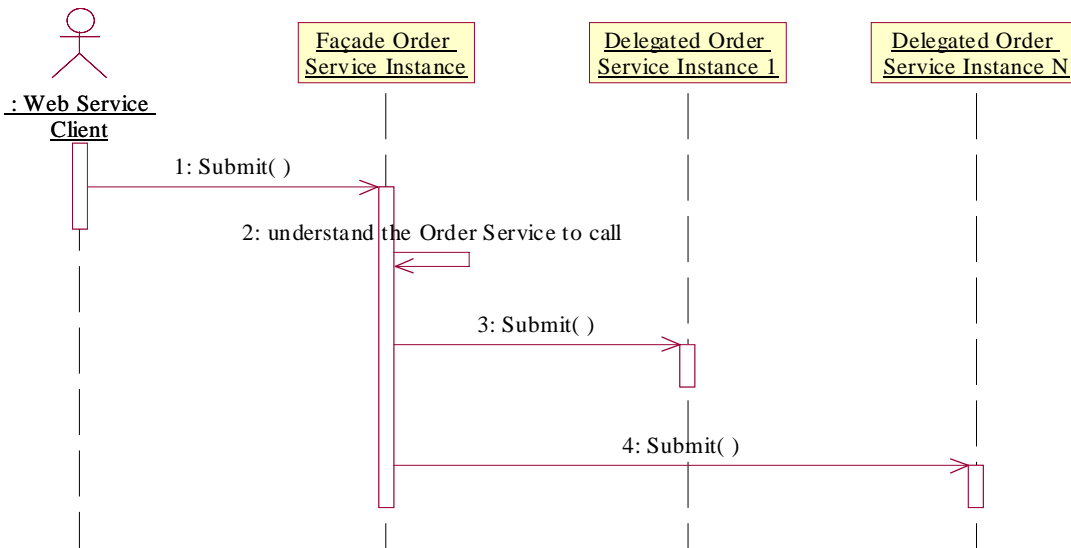 Façade Order
Service Instance
Delegated Order
Service Instance 1
Delegated Order
Service Instance N
: Web Service
Client
1: Submit( )
2: understand the Order Service to call
3: Submit( )
4: Submit( )